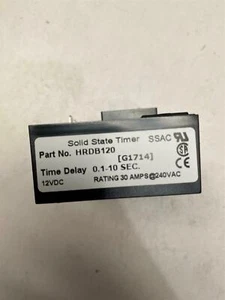 Solid State Timer SSAC
Part No. HRDB120
[G1714]
Time Delay 0.1-10 SEC.
12VDC RATING 30 AMPS@240VAC